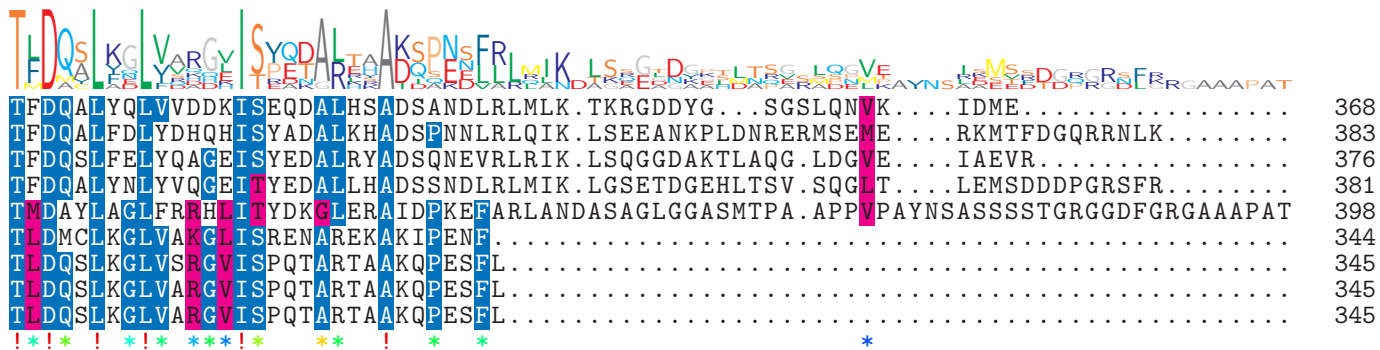 TFDQALYQLVVDDKISEQDALHSADSANDLRLMLK.TKRGDDYG...SGSLQNVK....IDME................. 368
TFDQALFDLYDHQHISYADALKHADSPNNLRLQIK.LSEEANKPLDNRERMSEME....RKMTFDGQRRNLK........ 383
TFDQSLFELYQAGEISYEDALRYADSQNEVRLRIK.LSQGGDAKTLAQG.LDGVE....IAEVR................ 376
TFDQALYNLYVQGEITYEDALLHADSSNDLRLMIK.LGSETDGEHLTSV.SQGLT....LEMSDDDPGRSFR........ 381
TMDAYLAGLFRRHLITYDKGLERAIDPKEFARLANDASAGLGGASMTPA.APPVPAYNSASSSSTGRGGDFGRGAAAPAT 398
TLDMCLKGLVAKGLISRENAREKAKIPENF.................................................. 344
TLDQSLKGLVSRGVISPQTARTAAKQPESFL................................................. 345
TLDQSLKGLVARGVISPQTARTAAKQPESFL................................................. 345
TLDQSLKGLVARGVISPQTARTAAKQPESFL................................................. 345
!*!* ! *!* ***!*   **  !  *  *                       *